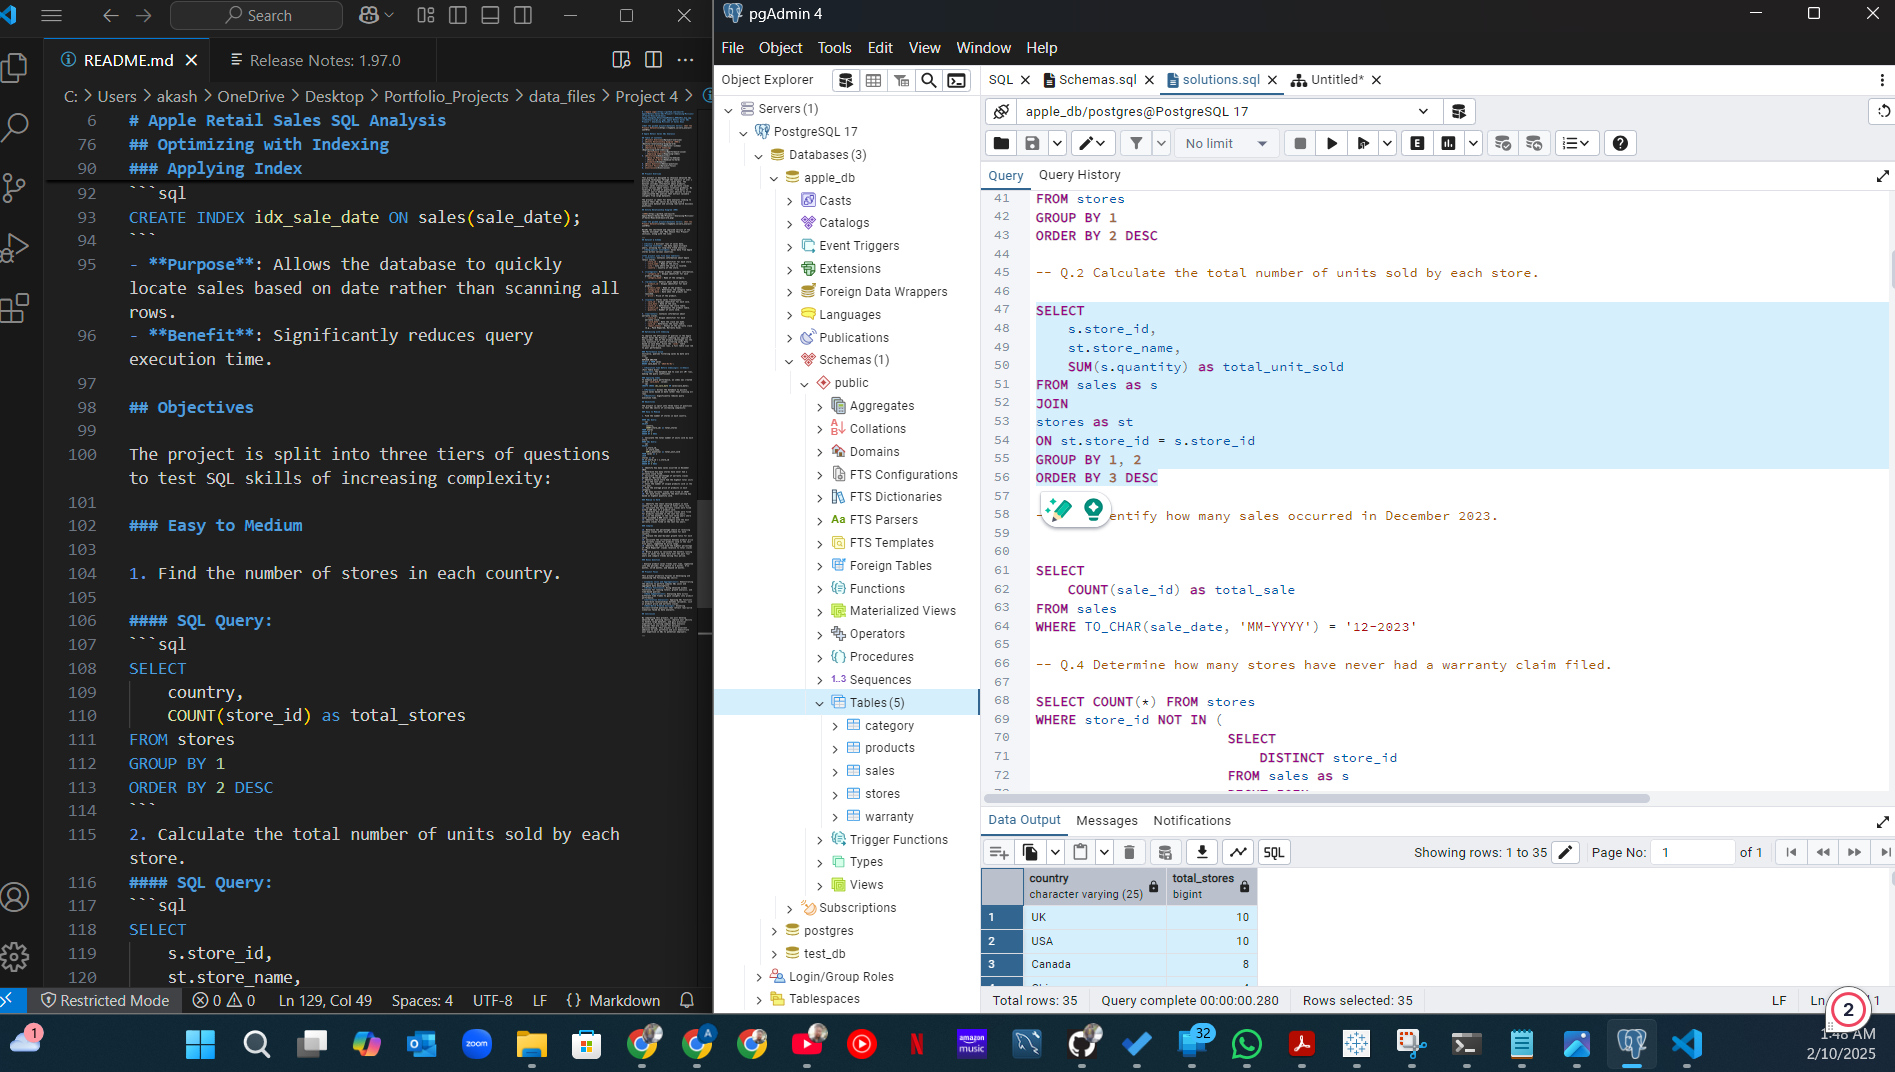 Search
README.md
Release Notes: 1.97.0
C: > Users > akash > OneDrive > Desktop > Portfolio_Projects > data_files > Project 4 >
6 # Apple Retail Sales SQL Analysis
76 ## Optimizing with Indexing
90 ### Applying Index
92 ```sql
93 CREATE INDEX idx_sale_date ON sales(sale_date);
94 ```
95 - **Purpose**: Allows the database to quickly
locate sales based on date rather than scanning all
rows.
96 - **Benefit**: Significantly reduces query
execution time.
97
98 ## Objectives
99
100 The project is split into three tiers of questions
to test SQL skills of increasing complexity:
101
102 ### Easy to Medium
103
104 1. Find the number of stores in each country.
105
106 #### SQL Query:
107 ```sql
108 SELECT
109 country,
110 COUNT(store_id) as total_stores
111 FROM stores
112 GROUP BY 1
113 ORDER BY 2 DESC
114 ```
115 2. Calculate the total number of units sold by each
store.
116 #### SQL Query:
117 ```sql
118 SELECT
119 s.store_id,
120 st.store_name,
Restricted Mode 0 0 Ln 129, Col 49 Spaces: 4 UTF-8 LF {} Markdown
pgAdmin 4
File Object Tools Edit View Window Help
Object Explorer
Servers (1)
PostgreSQL 17
Databases (3)
apple_db
Casts
Catalogs
Event Triggers
Extensions
Foreign Data Wrappers
Languages
Publications
Schemas (1)
public
Aggregates
Collations
Domains
FTS Configurations
FTS Dictionaries
Aa FTS Parsers
FTS Templates
Foreign Tables
Functions
Materialized Views
Operators
Procedures
1..3 Sequences
Tables (5)
category
products
sales
stores
warranty
Trigger Functions
Types
Views
Subscriptions
postgres
test_db
Login/Group Roles
Tablespaces
SQL Schemas.sql solutions.sql Untitled*
apple_db/postgres@PostgreSQL 17
No limit E
Query Query History
41 FROM stores
42 GROUP BY 1
43 ORDER BY 2 DESC
44
45 -- Q.2 Calculate the total number of units sold by each store.
46
47 SELECT
48 s.store_id,
49 st.store_name,
50 SUM(s.quantity) as total_unit_sold
51 FROM sales as s
52 JOIN
53 stores as st
54 ON st.store_id = s.store_id
55 GROUP BY 1, 2
56 ORDER BY 3 DESC
57
58 entify how many sales occurred in December 2023.
59
60
61 SELECT
62 COUNT(sale_id) as total_sale
63 FROM sales
64 WHERE TO_CHAR(sale_date, 'MM-YYYY') = '12-2023'
65
66 -- Q.4 Determine how many stores have never had a warranty claim filed.
67
68 SELECT COUNT(*) FROM stores
69 WHERE store_id NOT IN (
70 SELECT
71 DISTINCT store_id
72 FROM sales as s
Data Output Messages Notifications
SQL Showing rows: 1 to 35 Page No: 1 of 1
country total_stores
character varying (25) bigint
1 UK 10
2 USA 10
3 Canada 8
Total rows: 35 Query complete 00:00:00.280 Rows selected: 35 LF Ln 1
2
1
zoom
A
N
amazon music
32
1:48 AM
2/10/2025